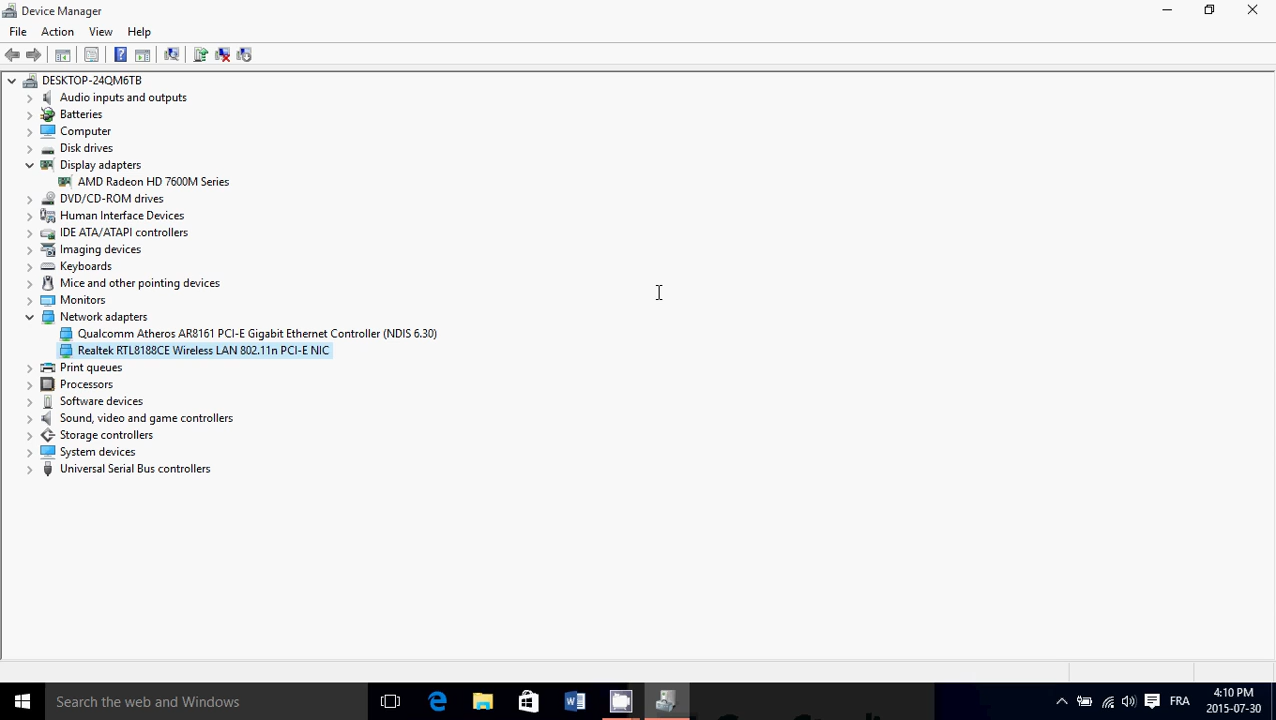 Device Manager
File Action View Help
DESKTOP-24QM6TB
Audio inputs and outputs
Batteries
Computer
Disk drives
Display adapters
AMD Radeon HD 7600M Series
DVD/CD-ROM drives
Human Interface Devices
IDE ATA/ATAPI controllers
Imaging devices
Keyboards
Mice and other pointing devices
Monitors
Network adapters
Qualcomm Atheros AR8161 PCI-E Gigabit Ethernet Controller (NDIS 6.30)
Realtek RTL8188CE Wireless LAN 802.11n PCI-E NIC
Print queues
Processors
Software devices
Sound, video and game controllers
Storage controllers
System devices
Universal Serial Bus controllers
Search the web and Windows
FRA
4:10 PM
2015-07-30